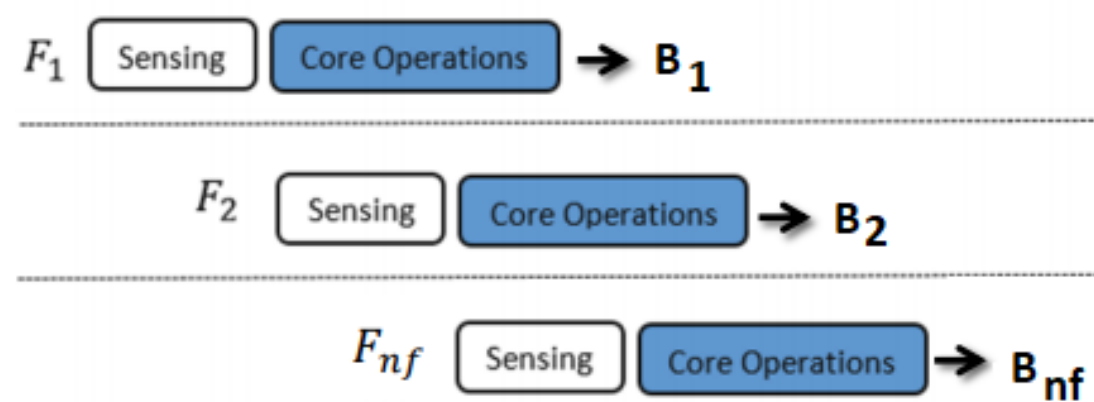 F1 Sensing Core Operations B1
F2 Sensing Core Operations B2
Fnf Sensing Core Operations Bnf